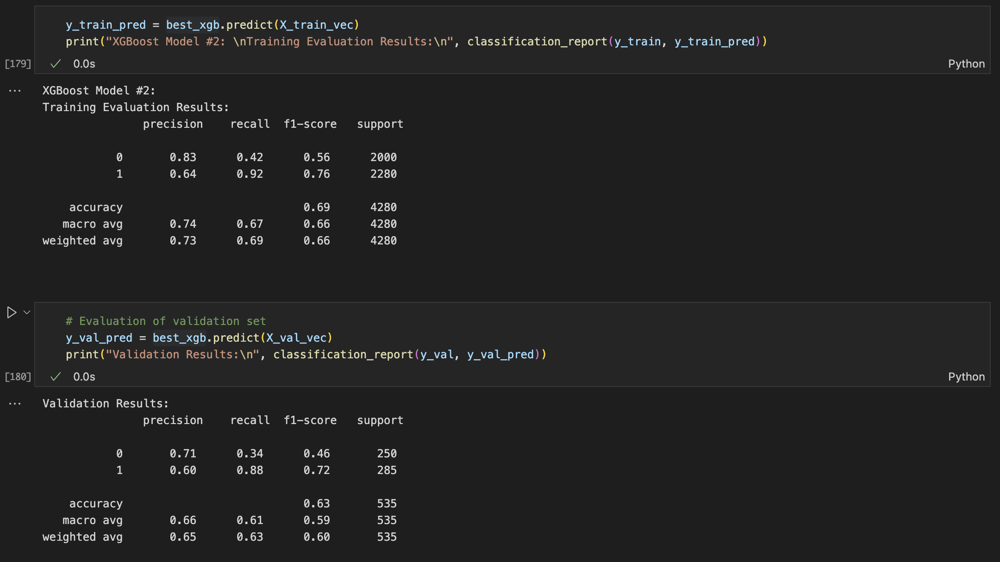 y_train_pred = best_xgb.predict(X_train_vec)
print("XGBoost Model #2: \nTraining Evaluation Results:\n", classification_report(y_train, y_train_pred))
[179] ✓ 0.0s Python
... XGBoost Model #2:
Training Evaluation Results:
precision recall f1-score support
0 0.83 0.42 0.56 2000
1 0.64 0.92 0.76 2280
accuracy 0.69 4280
macro avg 0.74 0.67 0.66 4280
weighted avg 0.73 0.69 0.66 4280
# Evaluation of validation set
y_val_pred = best_xgb.predict(X_val_vec)
print("Validation Results:\n", classification_report(y_val, y_val_pred))
[180] ✓ 0.0s Python
... Validation Results:
precision recall f1-score support
0 0.71 0.34 0.46 250
1 0.60 0.88 0.72 285
accuracy 0.63 535
macro avg 0.66 0.61 0.59 535
weighted avg 0.65 0.63 0.60 535